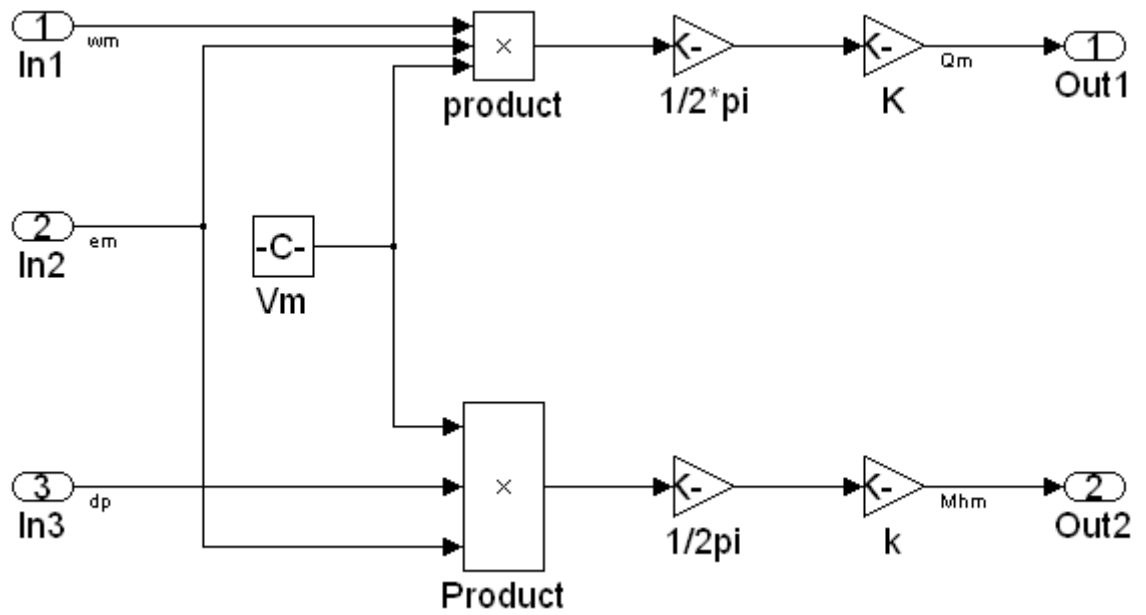 1
wm
In1
×
product
K-
1/2*pi
K-
K
Qm
1
Out1
2
em
In2
-C-
Vm
3
dp
In3
×
Product
K-
1/2pi
K-
k
Mhm
2
Out2